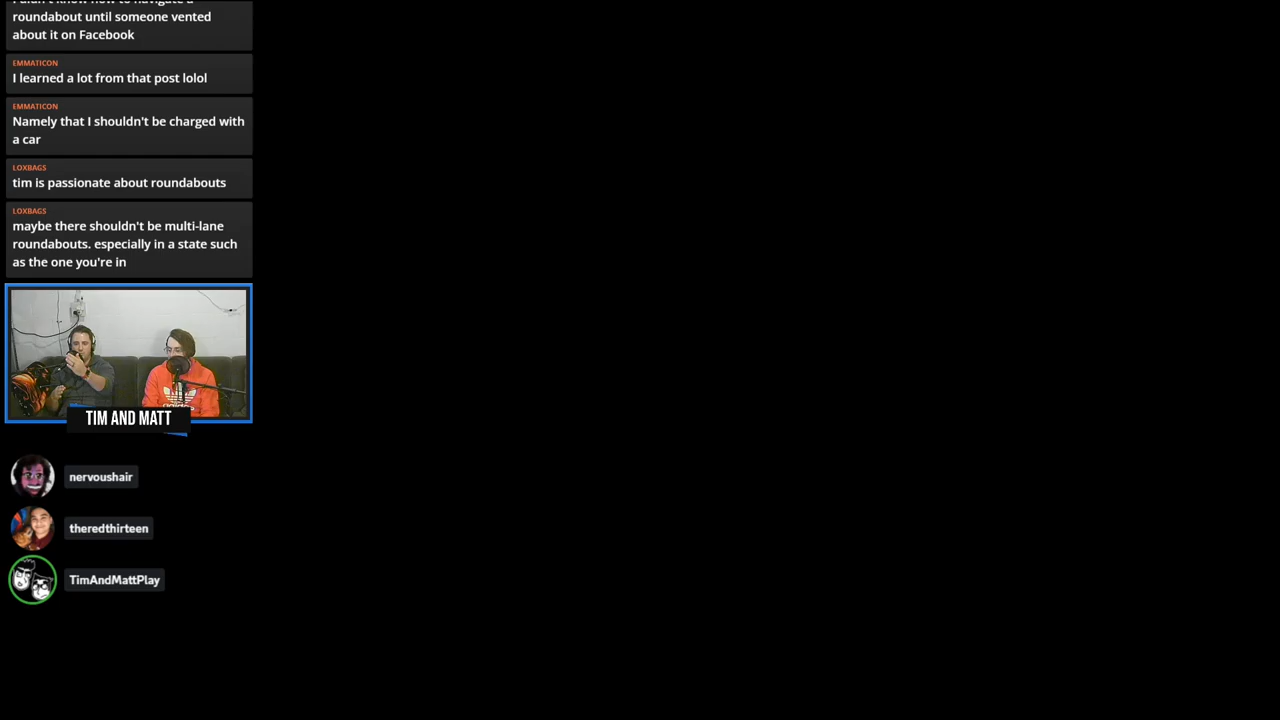 roundabout until someone vented
about it on Facebook
EMMATICON
I learned a lot from that post lolol
EMMATICON
Namely that I shouldn't be charged with
a car
LOXBAGS
tim is passionate about roundabouts
LOXBAGS
maybe there shouldn't be multi-lane
roundabouts. especially in a state such
as the one you're in
TIM AND MATT
nervoushair
theredthirteen
TimAndMattPlay